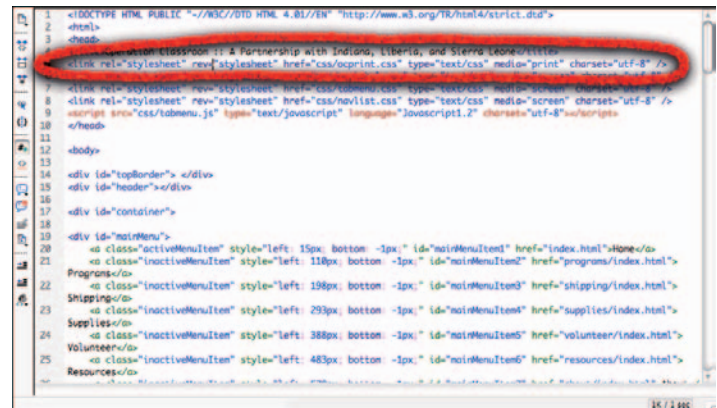 1 <!DOCTYPE HTML PUBLIC "-//W3C//DTD HTML 4.01//EN" "http://www.w3.org/TR/html4/strict.dtd">
2 <html>
3 <head>
Operation Classroom :: A Partnership with Indiana, Liberia, and Sierra Leone</title>
<link rel="stylesheet" rev="stylesheet" href="css/ocprint.css" type="text/css" media="print" charset="utf-8" />
7 <link rel="stylesheet" rev="stylesheet" href="css/tabmenu.css" type="text/css" media="screen" charset="utf-8" />
8 <link rel="stylesheet" rev="stylesheet" href="css/navlist.css" type="text/css" media="screen" charset="utf-8" />
9 <script src="css/tabmenu.js" type="text/javascript" language="Javascript1.2" charset="utf-8"></script>
10 </head>
11
12 <body>
13
14 <div id="topBorder"> </div>
15 <div id="header"></div>
16
17 <div id="container">
18
19 <div id="mainMenu">
20 <a class="activeMenuItem" style="left: 15px; bottom: -1px;" id="mainMenuItem1" href="index.html">Home</a>
21 <a class="inactiveMenuItem" style="left: 110px; bottom: -1px;" id="mainMenuItem2" href="programs/index.html">
Programs</a>
22 <a class="inactiveMenuItem" style="left: 198px; bottom: -1px;" id="mainMenuItem3" href="shipping/index.html">
Shipping</a>
23 <a class="inactiveMenuItem" style="left: 293px; bottom: -1px;" id="mainMenuItem4" href="supplies/index.html">
Supplies</a>
24 <a class="inactiveMenuItem" style="left: 388px; bottom: -1px;" id="mainMenuItem5" href="volunteer/index.html">
Volunteer</a>
25 <a class="inactiveMenuItem" style="left: 483px; bottom: -1px;" id="mainMenuItem6" href="resources/index.html">
Resources</a>
1K / 1 sec